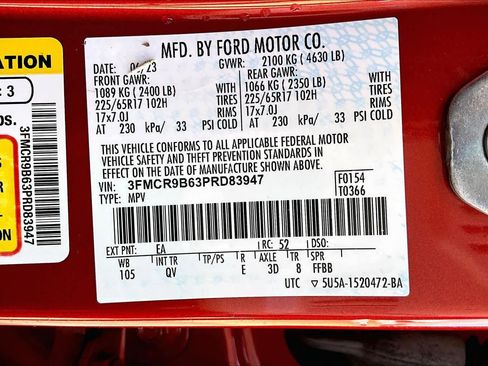 ATION
: 3
os.
3FMCR9B63PRD83947
MFD. BY FORD MOTOR CO.
DATE: 04/23 GVWR: 2100 KG ( 4630 LB)
FRONT GAWR: REAR GAWR:
1089 KG ( 2400 LB) WITH 1066 KG ( 2350 LB) WITH
225/65R17 102H TIRES 225/65R17 102H TIRES
17x7.0J RIMS 17x7.0J RIMS
AT 230 kPa/ 33 PSI COLD AT 230 kPa/ 33 PSI COLD
THIS VEHICLE CONFORMS TO ALL APPLICABLE FEDERAL MOTOR
VEHICLE SAFETY AND THEFT PREVENTION STANDARDS IN
EFFECT ON THE DATE OF MANUFACTURE SHOWN ABOVE.
VIN: 3FMCR9B63PRD83947 F0154
TYPE: MPV T0366
EXT PNT: EA RC: 52 DSO:
WB INT TR TP/PS R AXLE TR SPR
105 QV E 3D 8 FFBB
UTC ▽ 5U5A-1520472-BA